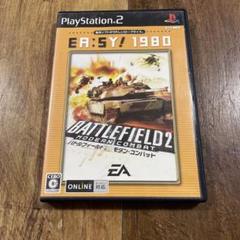 PlayStation 2
EA:SY! 1980
BATTLEFIELD 2
MODERN COMBAT
バトルフィールド2 モダン・コンバット
EA
C
CERO
ONLINE